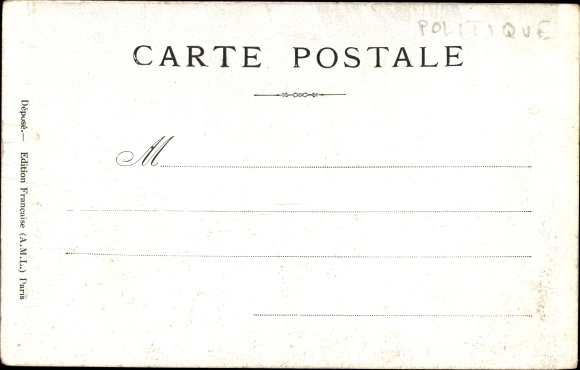 POLITIQUE
CARTE POSTALE
M
Déposé.— Edition Française (A.M.L.) Paris